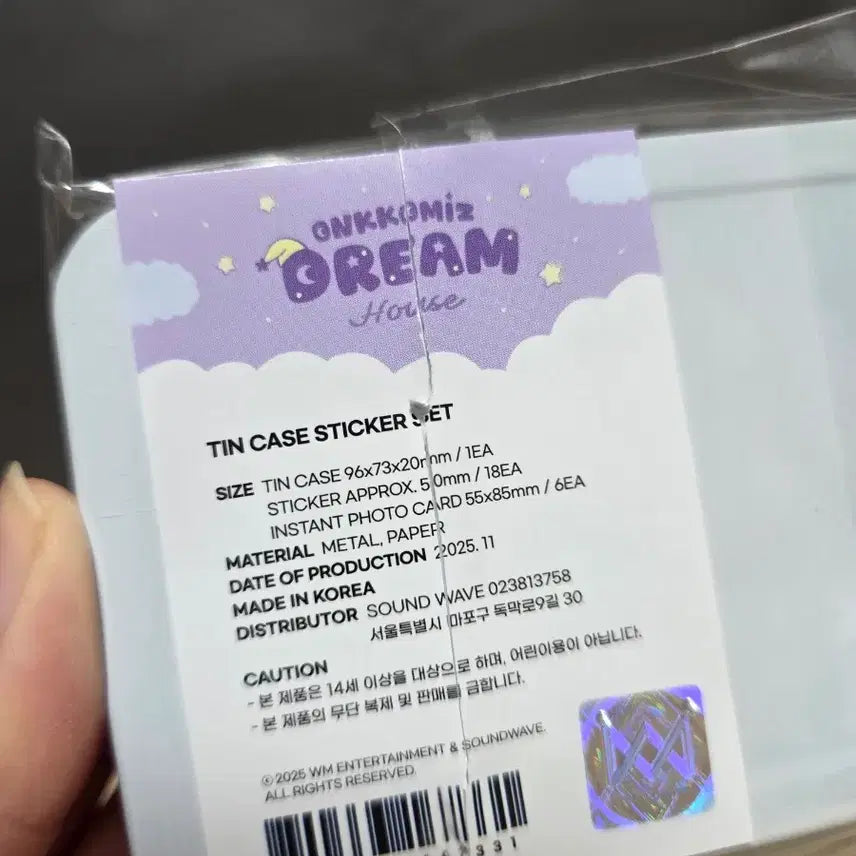 ONKKOMiz
DREAM
House
TIN CASE STICKER SET
SIZE TIN CASE 96x73x20mm / 1EA
STICKER APPROX. 50mm / 18EA
INSTANT PHOTO CARD 55x85mm / 6EA
MATERIAL METAL, PAPER
DATE OF PRODUCTION 2025. 11
MADE IN KOREA
DISTRIBUTOR SOUND WAVE 023813758
서울특별시 마포구 독막로9길 30
CAUTION
- 본 제품은 14세 이상을 대상으로 하며, 어린이용이 아닙니다.
- 본 제품의 무단 복제 및 판매를 금합니다.
©2025 WM ENTERTAINMENT & SOUNDWAVE.
ALL RIGHTS RESERVED.